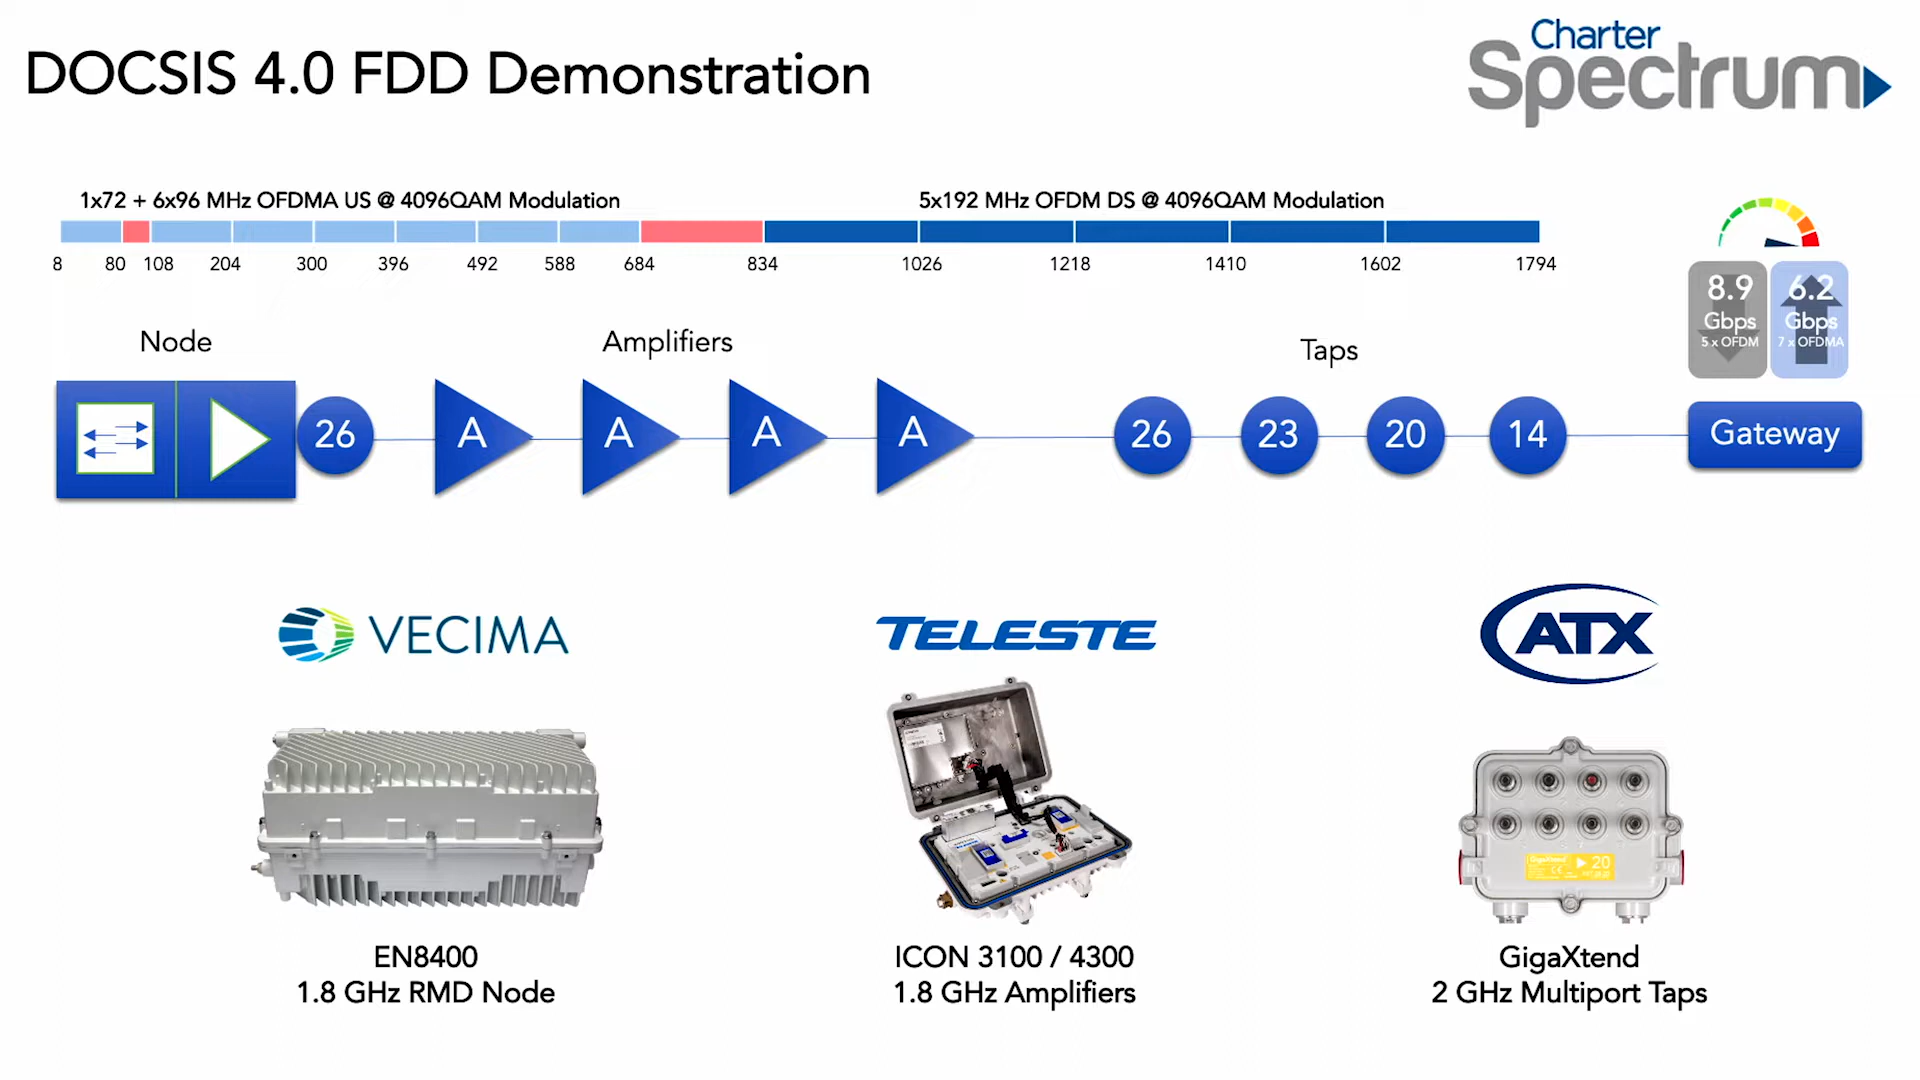 DOCSIS 4.0 FDD Demonstration
Charter
Spectrum
1x72 + 6x96 MHz OFDMA US @ 4096QAM Modulation
5x192 MHz OFDM DS @ 4096QAM Modulation
8 80 108 204 300 396 492 588 684 834 1026 1218 1410 1602 1794
8.9
Gbps
5 x OFDM
6.2
Gbps
7 x OFDMA
Node
Amplifiers
Taps
26 A A A A 26 23 20 14 Gateway
VECIMA
TELESTE
ATX
GigaXtend
20
EN8400
1.8 GHz RMD Node
ICON 3100 / 4300
1.8 GHz Amplifiers
GigaXtend
2 GHz Multiport Taps